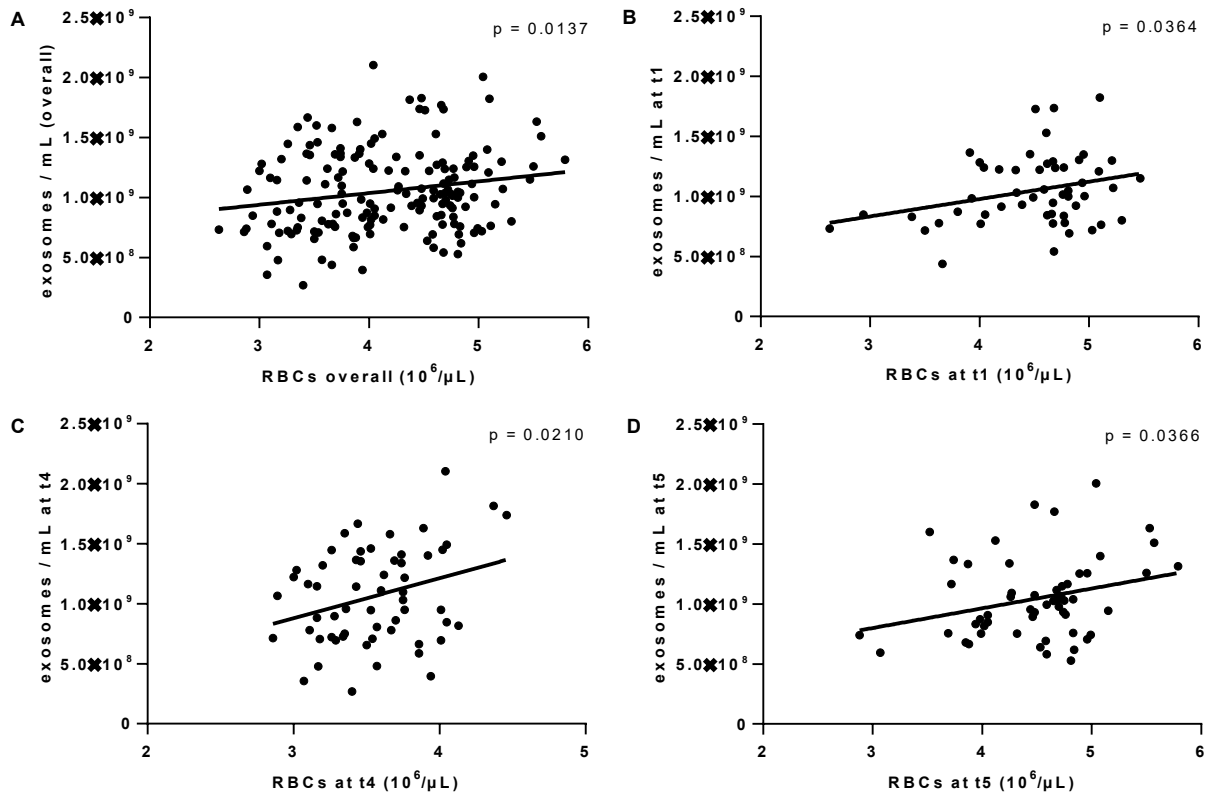 A
p = 0.0137
exosomes / mL (overall)
2.5✖10⁹
2.0✖10⁹
1.5✖10⁹
1.0✖10⁹
5.0✖10⁸
0
2 3 4 5 6
RBCs overall (10⁶/µL)
B
p = 0.0364
exosomes / mL at t1
2.5✖10⁹
2.0✖10⁹
1.5✖10⁹
1.0✖10⁹
5.0✖10⁸
0
2 3 4 5 6
RBCs at t1 (10⁶/µL)
C
p = 0.0210
exosomes / mL at t4
2.5✖10⁹
2.0✖10⁹
1.5✖10⁹
1.0✖10⁹
5.0✖10⁸
0
2 3 4 5
RBCs at t4 (10⁶/µL)
D
p = 0.0366
exosomes / mL at t5
2.5✖10⁹
2.0✖10⁹
1.5✖10⁹
1.0✖10⁹
5.0✖10⁸
0
2 3 4 5 6
RBCs at t5 (10⁶/µL)